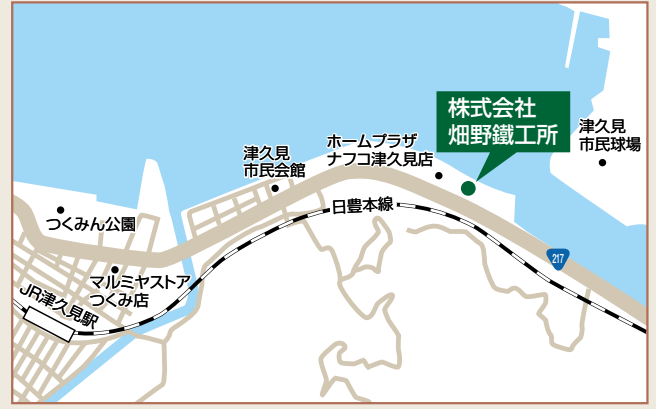 株式会社
畑野鐵工所
津久見
市民球場
ホームプラザ
ナフコ津久見店
津久見
市民会館
日豊本線
つくみん公園
217
マルミヤストア
つくみ店
JR津久見駅